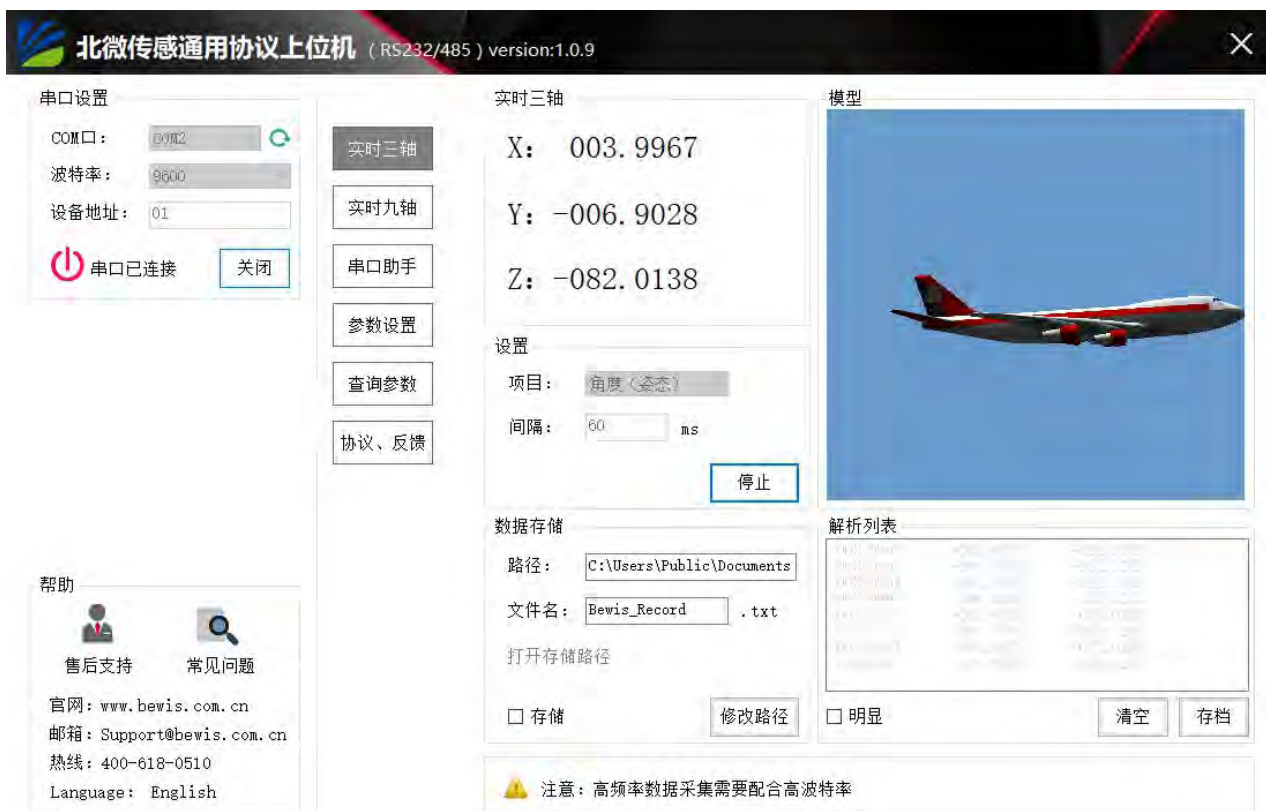 北微传感通用协议上位机 (RS232/485) version:1.0.9
串口设置
COM口: COM2
波特率: 9600
设备地址: 01
串口已连接 关闭
实时三轴
实时九轴
串口助手
参数设置
查询参数
协议、反馈
实时三轴
X: 003.9967
Y: -006.9028
Z: -082.0138
设置
项目: 角度(姿态)
间隔: 60 ms
停止
数据存储
路径: C:\Users\Public\Documents
文件名: Bewis_Record .txt
打开存储路径
存储 修改路径
模型
解析列表
明显 清空 存档
帮助
售后支持 常见问题
官网: www.bewis.com.cn
邮箱: Support@bewis.com.cn
热线: 400-618-0510
Language: English
注意: 高频率数据采集需要配合高波特率